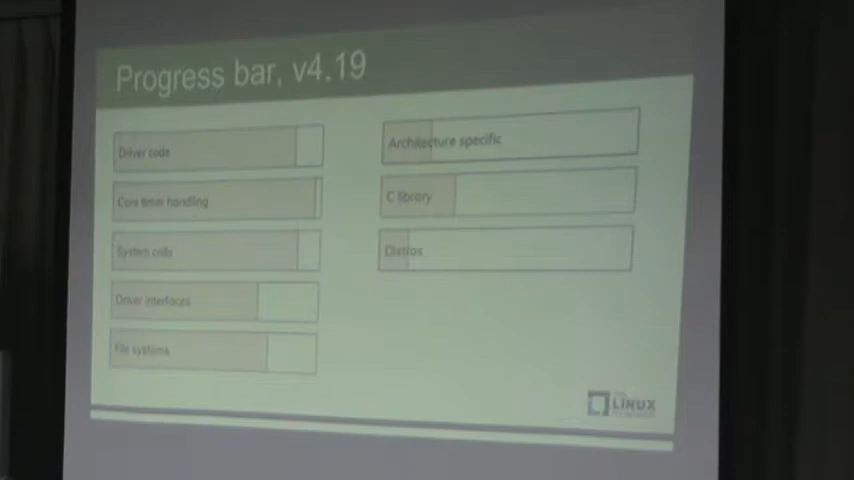 Progress bar, v4.19
Driver code
Core timer handling
System calls
Driver interfaces
File systems
Architecture specific
C library
Distros
LINUX